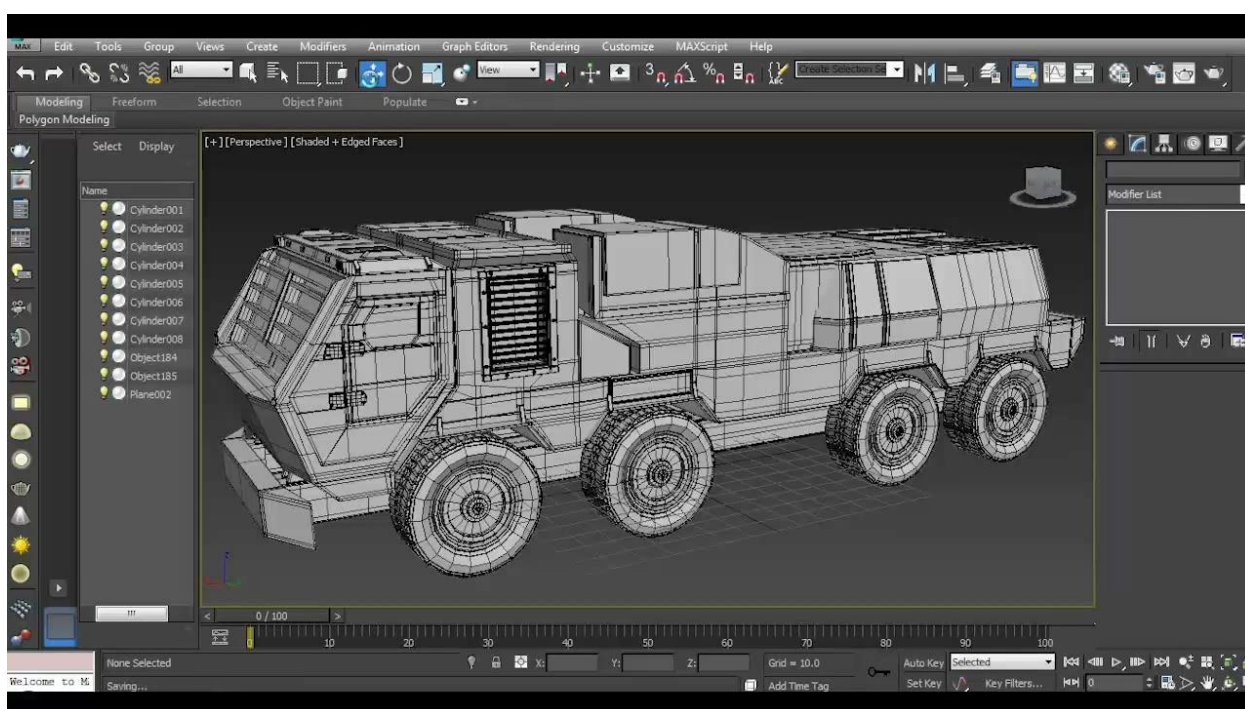 MAX Edit Tools Group Views Create Modifiers Animation Graph Editors Rendering Customize MAXScript Help
All View 3 % Create Selection Se
Modeling Freeform Selection Object Paint Populate
Polygon Modeling
[+] [Perspective] [Shaded + Edged Faces]
Select Display
Name
Cylinder001
Cylinder002
Cylinder003
Cylinder004
Cylinder005
Cylinder006
Cylinder007
Cylinder008
Object184
Object185
Plane002
Modifier List
< 0 / 100 >
0 10 20 30 40 50 60 70 80 90 100
None Selected X: Y: Z: Grid = 10.0 Auto Key Selected
Welcome to M Saving... Add Time Tag Set Key Key Filters... 0